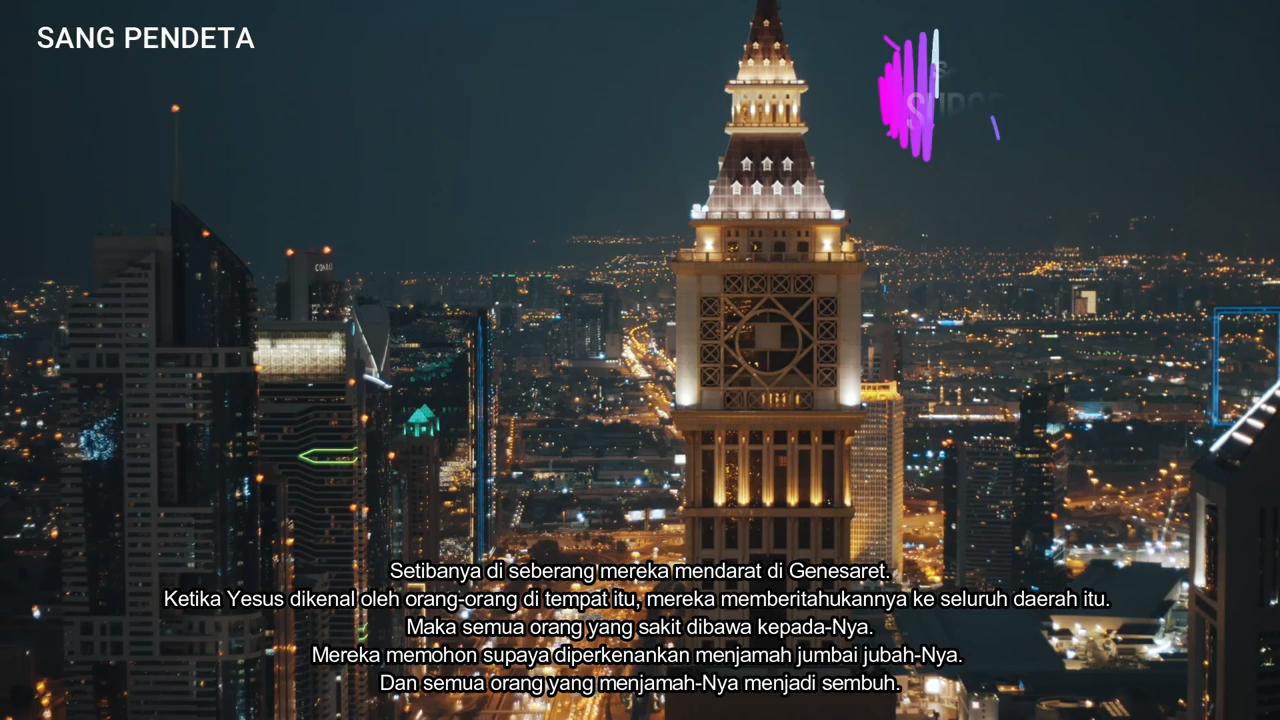 SANG PENDETA
CONRAD
Setibanya di seberang mereka mendarat di Genesaret.
Ketika Yesus dikenal oleh orang-orang di tempat itu, mereka memberitahukannya ke seluruh daerah itu.
Maka semua orang yang sakit dibawa kepada-Nya.
Mereka memohon supaya diperkenankan menjamah jumbai jubah-Nya.
Dan semua orang yang menjamah-Nya menjadi sembuh.